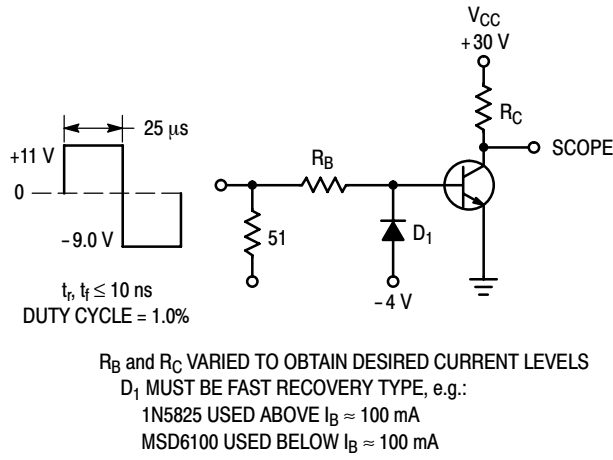 V_CC
+30 V
R_C
SCOPE
25 μs
+11 V
0
−9.0 V
R_B
51
D_1
−4 V
t_r, t_f ≤ 10 ns
DUTY CYCLE = 1.0%
R_B and R_C VARIED TO OBTAIN DESIRED CURRENT LEVELS
D_1 MUST BE FAST RECOVERY TYPE, e.g.:
1N5825 USED ABOVE I_B ≈ 100 mA
MSD6100 USED BELOW I_B ≈ 100 mA